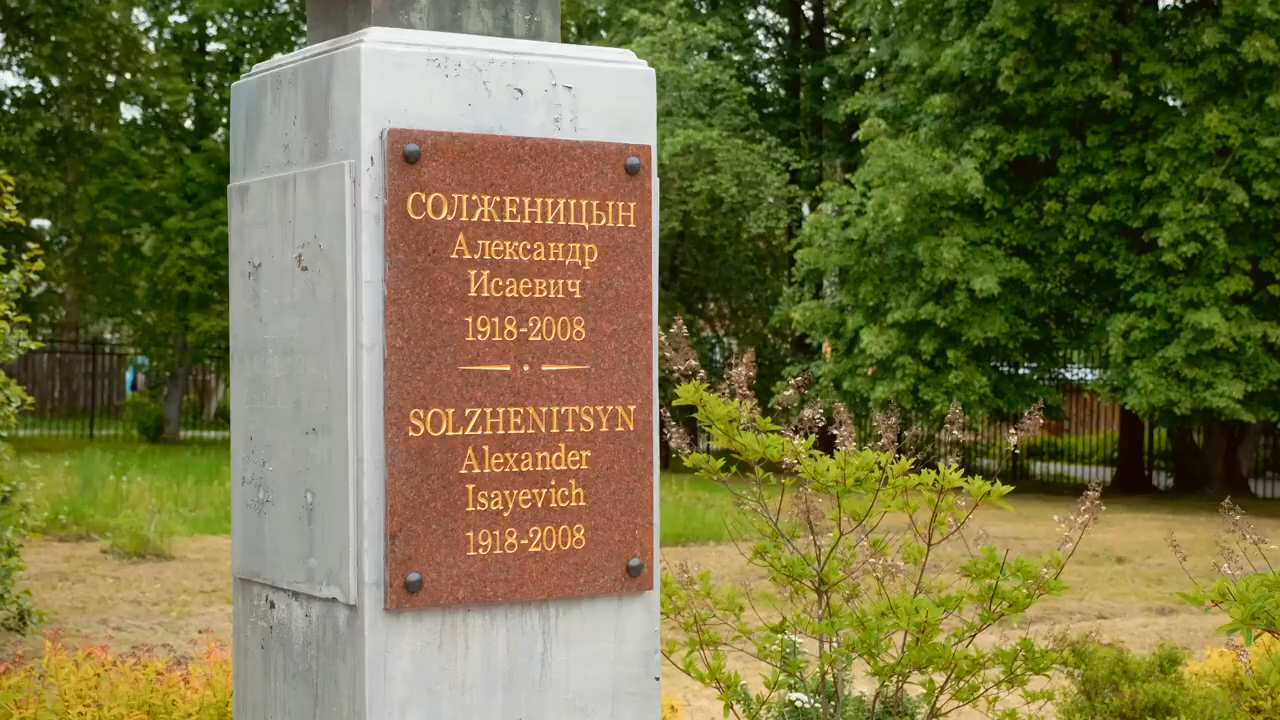 СОЛЖЕНИЦЫН
Александр
Исаевич
1918-2008
SOLZHENITSYN
Alexander
Isayevich
1918-2008